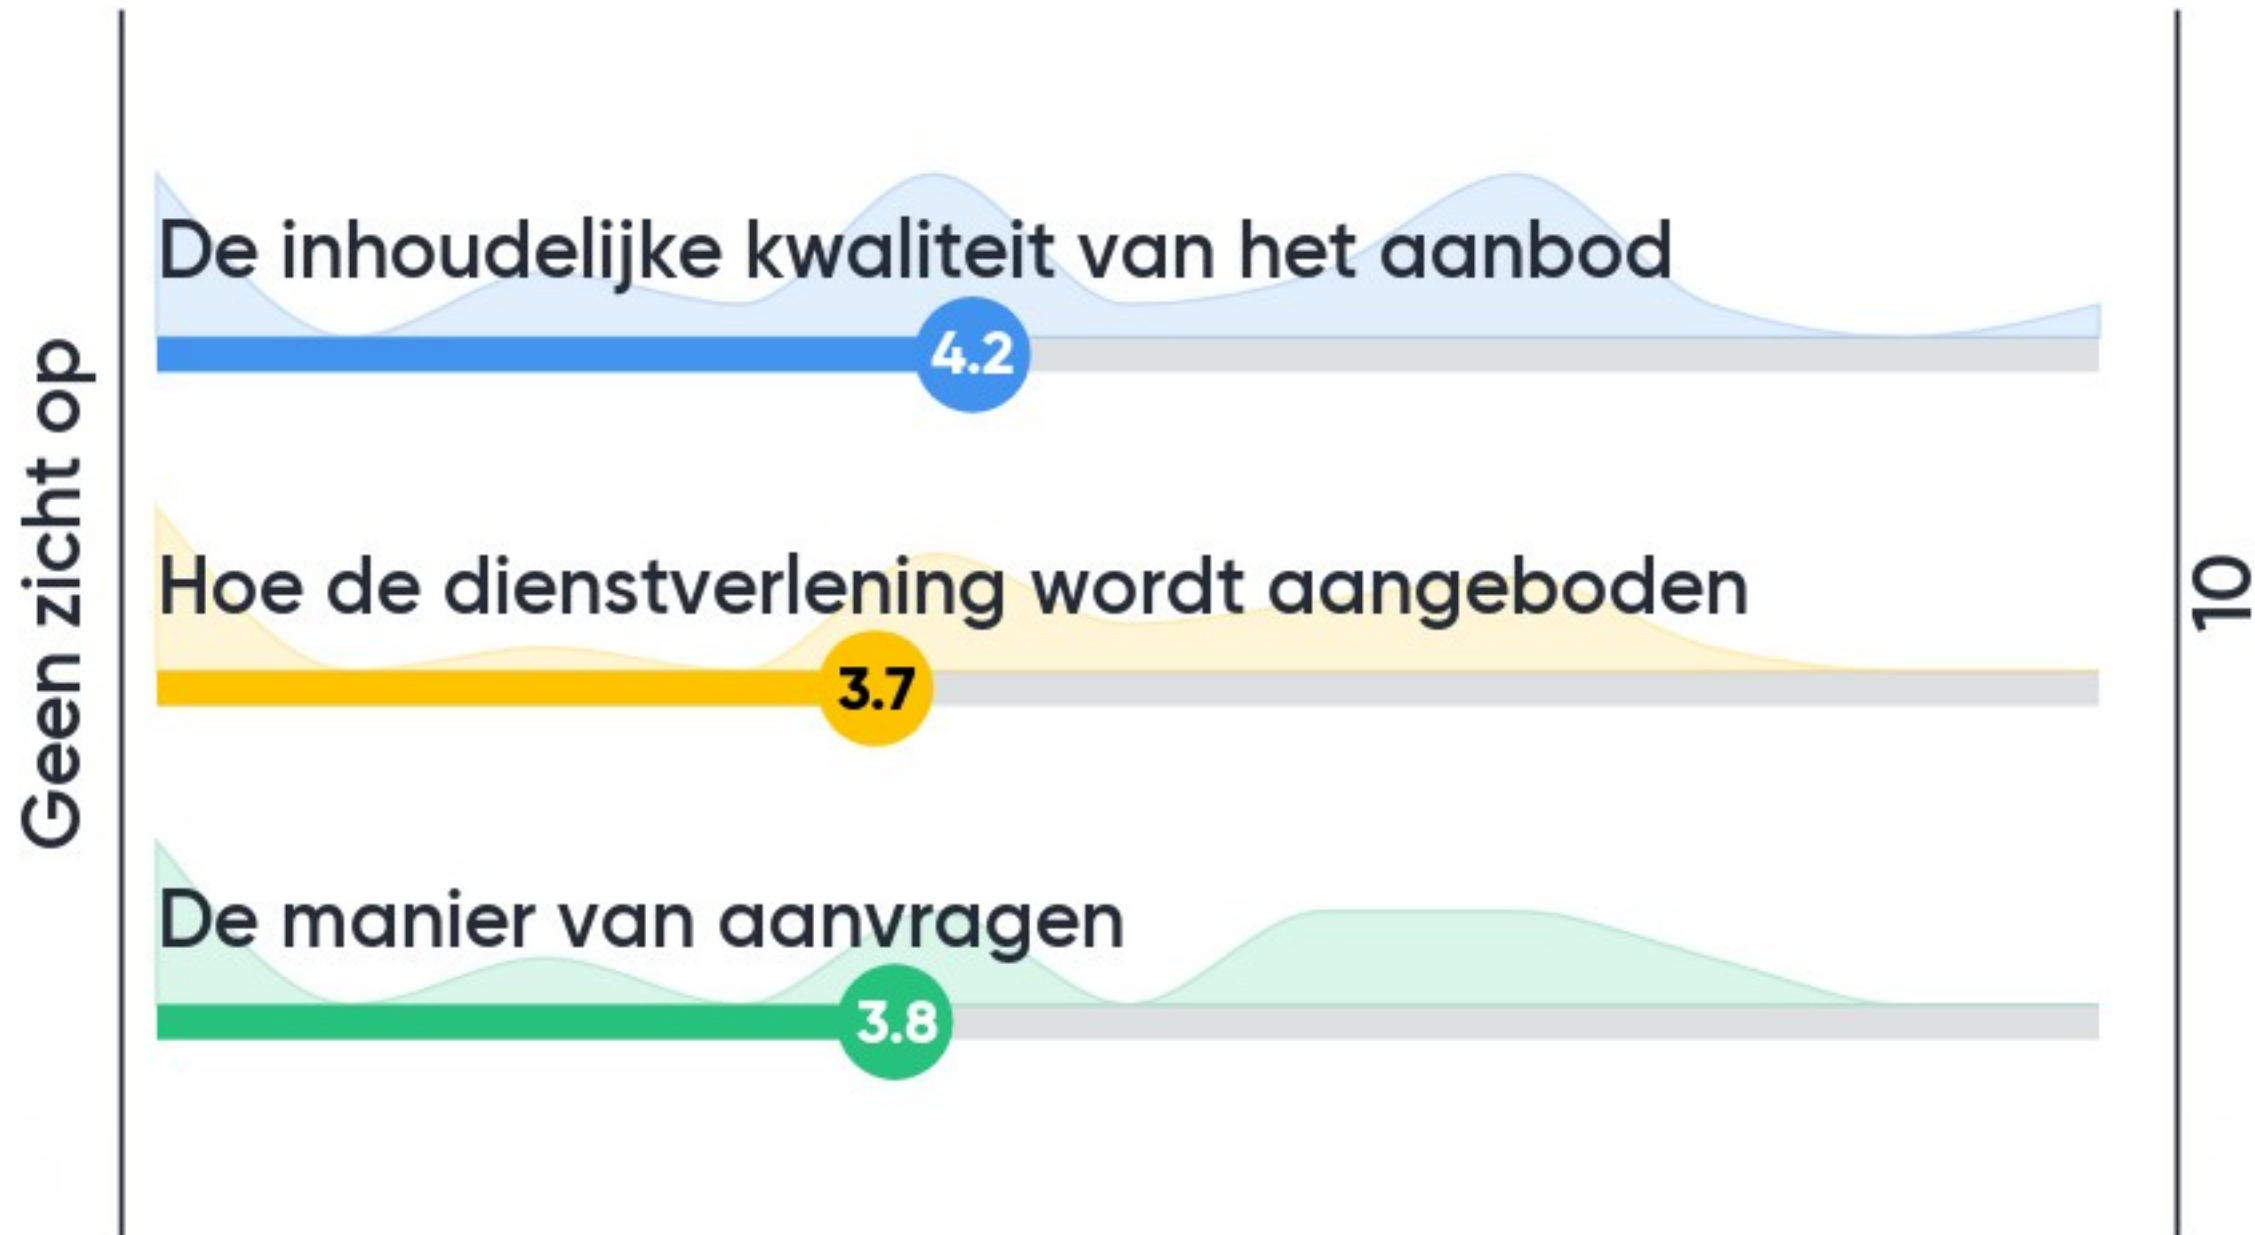 Geen zicht op
De inhoudelijke kwaliteit van het aanbod
4.2
Hoe de dienstverlening wordt aangeboden
3.7
De manier van aanvragen
3.8
10